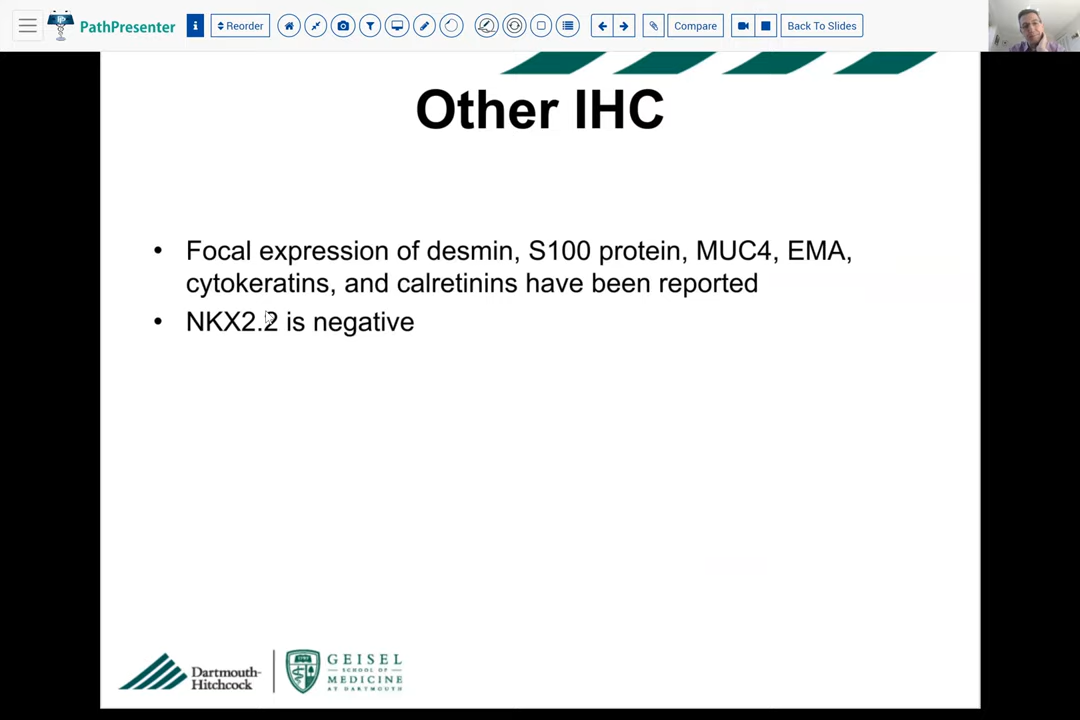 PathPresenter
i Reorder Compare Back To Slides
Other IHC
• Focal expression of desmin, S100 protein, MUC4, EMA,
cytokeratins, and calretinins have been reported
• NKX2.2 is negative
Dartmouth-
Hitchcock
GEISEL
SCHOOL OF
MEDICINE
AT DARTMOUTH